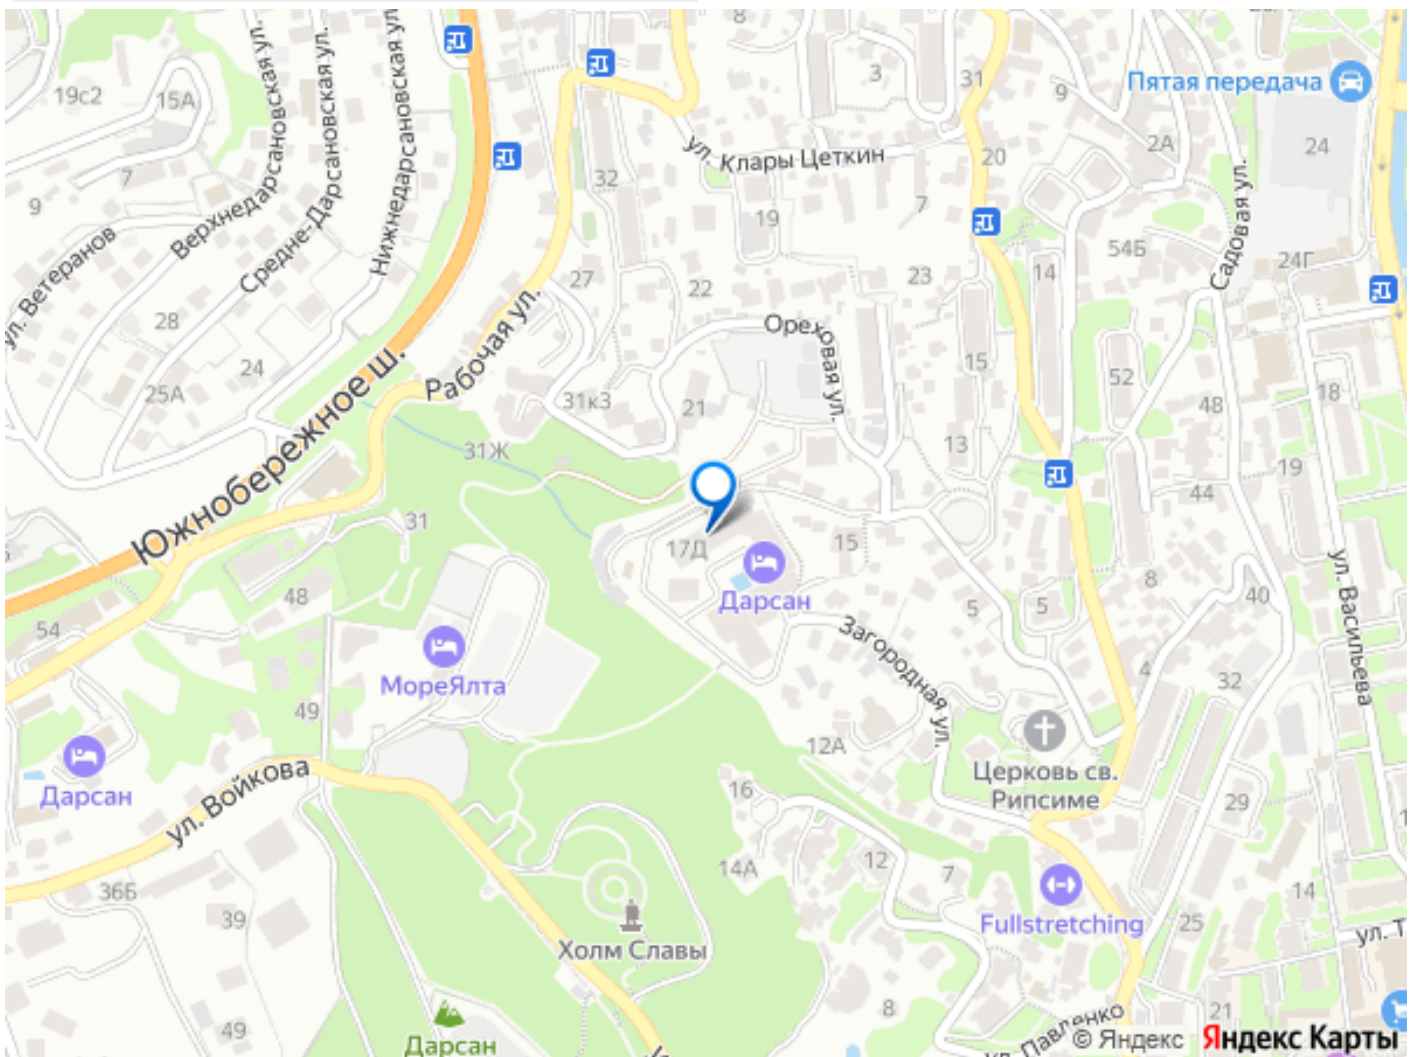 8
3
31
9
Пятая передача
19с2
15А
Верхнедарсановская ул.
Средне-Дарсановская ул.
Нижнедарсановская ул.
7
9
ул. Ветеранов
32
ул. Клары Цеткин
20
2А
24
19
7
54Б
Садовая ул.
24Г
27
22
23
14
28
24
25А
Южнобережное ш.
Рабочая ул.
Ореховая ул.
15
52
48
18
31к3
21
31Ж
13
19
44
31
17Д
15
Дарсан
5
5
8
40
ул. Васильева
48
54
МореЯлта
Загородная ул.
4
32
49
12А
Церковь св.
Рипсиме
Дарсан
ул. Войкова
16
29
36Б
39
14А
12
7
14
Fullstretching
25
Холм Славы
8
ул. Т
49
Дарсан
ул. Павленко
21
© Яндекс Яндекс Карты